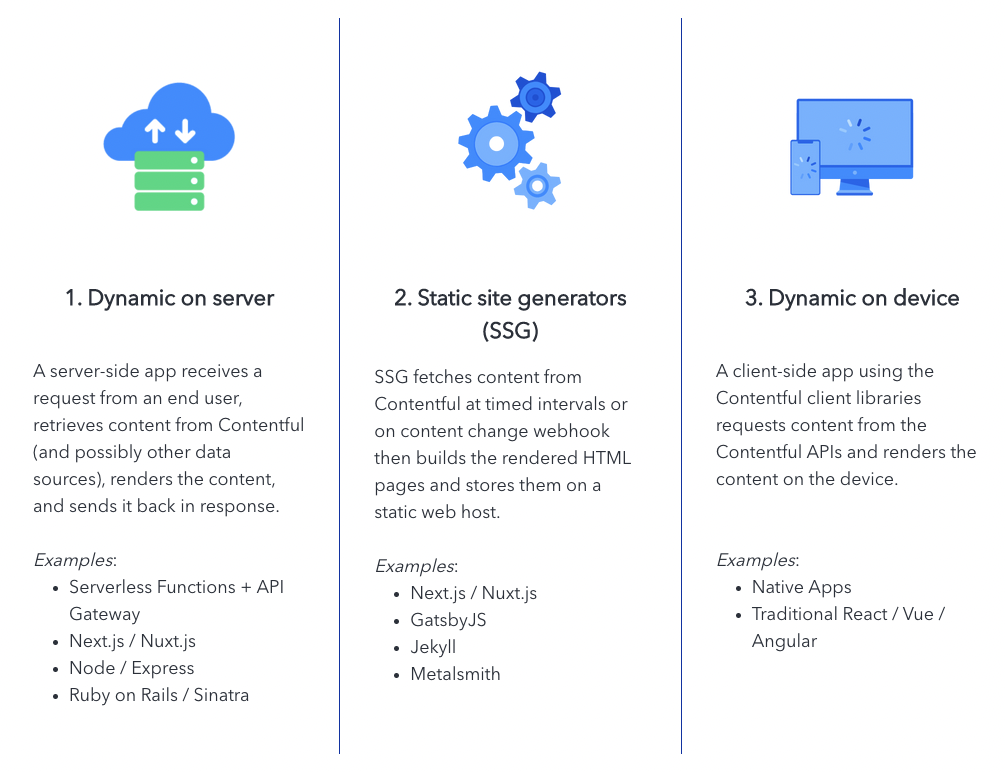 1. Dynamic on server
A server-side app receives a
request from an end user,
retrieves content from Contentful
(and possibly other data
sources), renders the content,
and sends it back in response.
Examples:
• Serverless Functions + API
Gateway
• Next.js / Nuxt.js
• Node / Express
• Ruby on Rails / Sinatra
2. Static site generators
(SSG)
SSG fetches content from
Contentful at timed intervals or
on content change webhook
then builds the rendered HTML
pages and stores them on a
static web host.
Examples:
• Next.js / Nuxt.js
• GatsbyJS
• Jekyll
• Metalsmith
3. Dynamic on device
A client-side app using the
Contentful client libraries
requests content from the
Contentful APIs and renders the
content on the device.
Examples:
• Native Apps
• Traditional React / Vue /
Angular